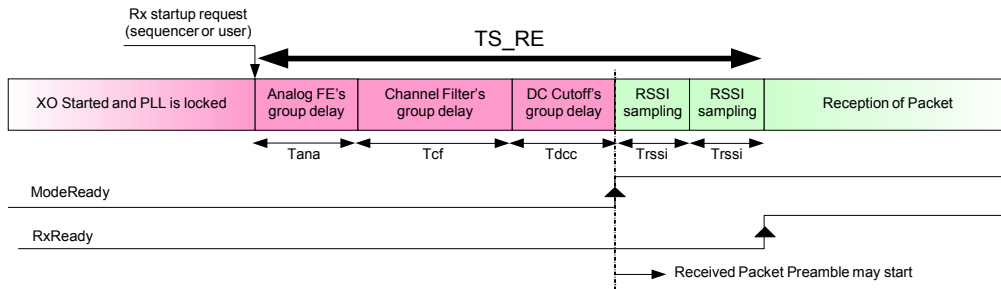 Rx startup request
(sequencer or user)
TS_RE
XO Started and PLL is locked
Analog FE's
group delay
Channel Filter's
group delay
DC Cutoff's
group delay
RSSI
sampling
RSSI
sampling
Reception of Packet
Tana
Tcf
Tdcc
Trssi
Trssi
ModeReady
RxReady
Received Packet Preamble may start